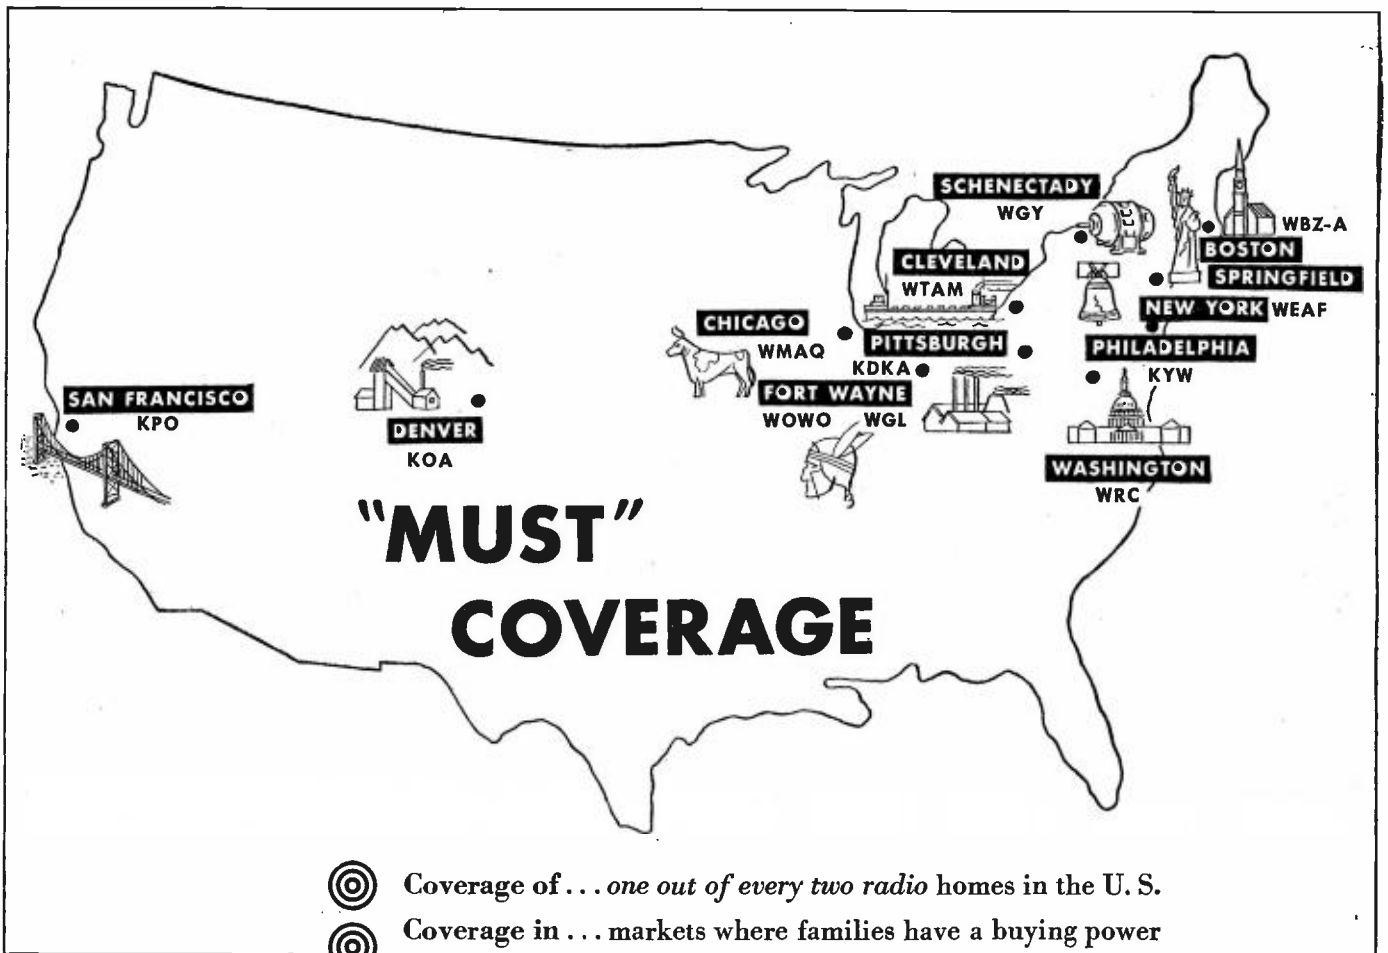 SCHENECTADY
WGY
WBZ-A
BOSTON
SPRINGFIELD
CLEVELAND
WTAM
NEW YORK WEAF
CHICAGO
WMAQ
PITTSBURGH
KDKA
PHILADELPHIA
KYW
FORT WAYNE
WOWO WGL
SAN FRANCISCO
KPO
DENVER
KOA
WASHINGTON
WRC
"MUST"
COVERAGE
Coverage of... one out of every two radio homes in the U. S.
Coverage in... markets where families have a buying power